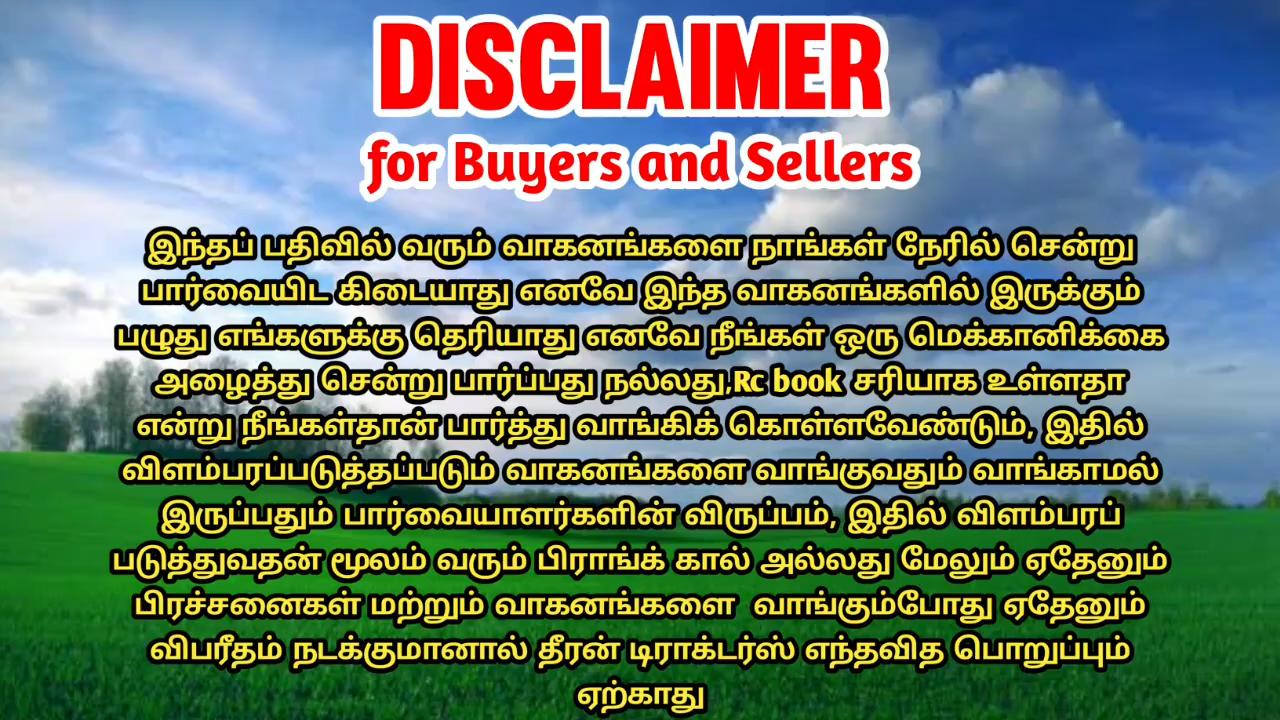 DISCLAIMER
for Buyers and Sellers
இந்தப் பதிவில் வரும் வாகனங்களை நாங்கள் நேரில் சென்று
பார்வையிட கிடையாது எனவே இந்த வாகனங்களில் இருக்கும்
பழுது எங்களுக்கு தெரியாது எனவே நீங்கள் ஒரு மெக்கானிக்கை
அழைத்து சென்று பார்ப்பது நல்லது,Rc book சரியாக உள்ளதா
என்று நீங்கள்தான் பார்த்து வாங்கிக் கொள்ளவேண்டும், இதில்
விளம்பரப்படுத்தப்படும் வாகனங்களை வாங்குவதும் வாங்காமல்
இருப்பதும் பார்வையாளர்களின் விருப்பம், இதில் விளம்பரப்
படுத்துவதன் மூலம் வரும் பிராங்க் கால் அல்லது மேலும் ஏதேனும்
பிரச்சனைகள் மற்றும் வாகனங்களை வாங்கும்போது ஏதேனும்
விபரீதம் நடக்குமானால் தீரன் டிராக்டர்ஸ் எந்தவித பொறுப்பும்
ஏற்காது